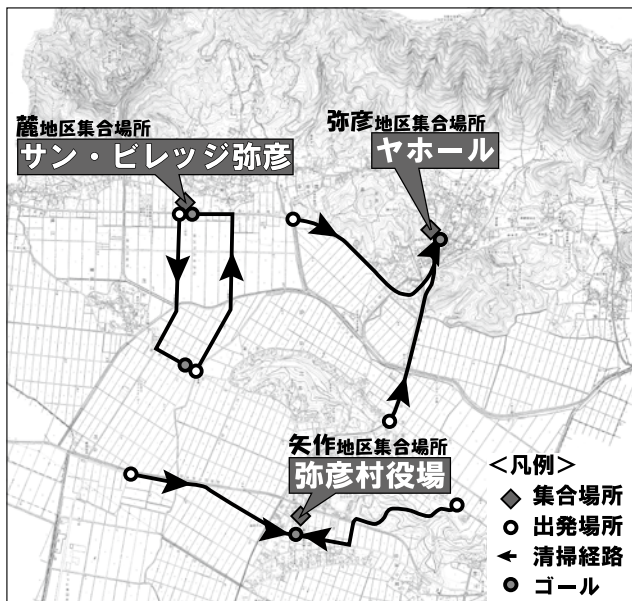 麓地区集合場所
サン・ビレッジ弥彦
弥彦地区集合場所
ヤホール
矢作地区集合場所
弥彦村役場
＜凡例＞
集合場所
出発場所
清掃経路
ゴール